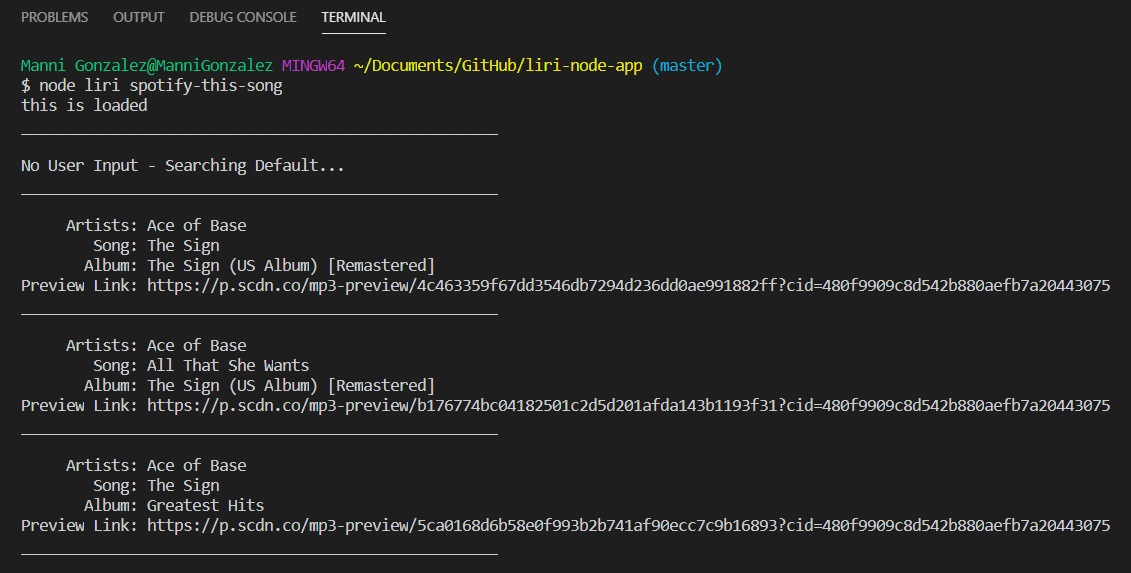 PROBLEMS OUTPUT DEBUG CONSOLE TERMINAL
Manni Gonzalez@ManniGonzalez MINGW64 ~/Documents/GitHub/liri-node-app (master)
$ node liri spotify-this-song
this is loaded
No User Input - Searching Default...
Artists: Ace of Base
Song: The Sign
Album: The Sign (US Album) [Remastered]
Preview Link: https://p.scdn.co/mp3-preview/4c463359f67dd3546db7294d236dd0ae991882ff?cid=480f9909c8d542b880aefb7a20443075
Artists: Ace of Base
Song: All That She Wants
Album: The Sign (US Album) [Remastered]
Preview Link: https://p.scdn.co/mp3-preview/b176774bc04182501c2d5d201afda143b1193f31?cid=480f9909c8d542b880aefb7a20443075
Artists: Ace of Base
Song: The Sign
Album: Greatest Hits
Preview Link: https://p.scdn.co/mp3-preview/5ca0168d6b58e0f993b2b741af90ecc7c9b16893?cid=480f9909c8d542b880aefb7a20443075